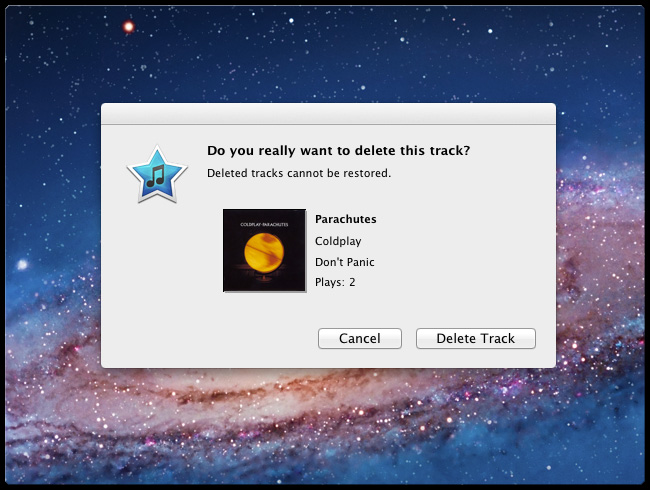 Do you really want to delete this track?
Deleted tracks cannot be restored.
COLDPLAY·PARACHUTES
Parachutes
Coldplay
Don't Panic
Plays: 2
Cancel
Delete Track